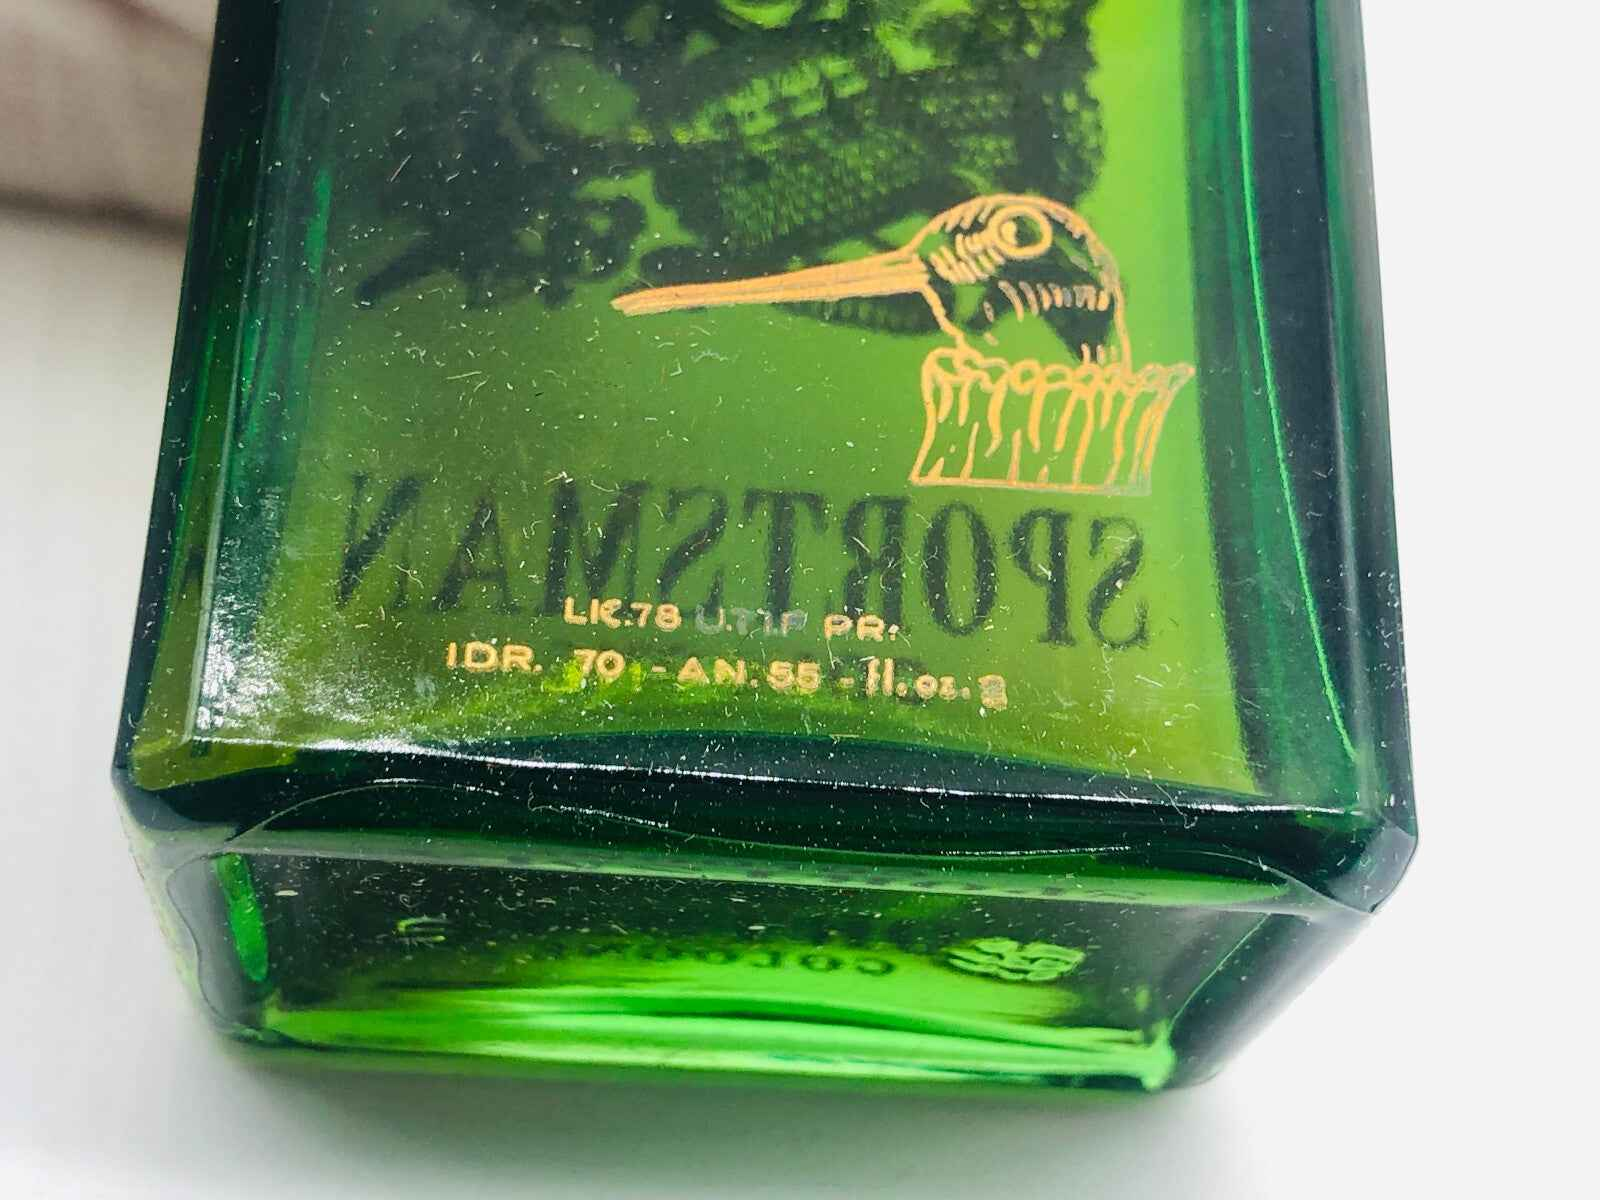 SPORTSMAN
LIC.78 U.T.I.F PR:
IDR. 70 - AN. 55 - fl. oz. 2